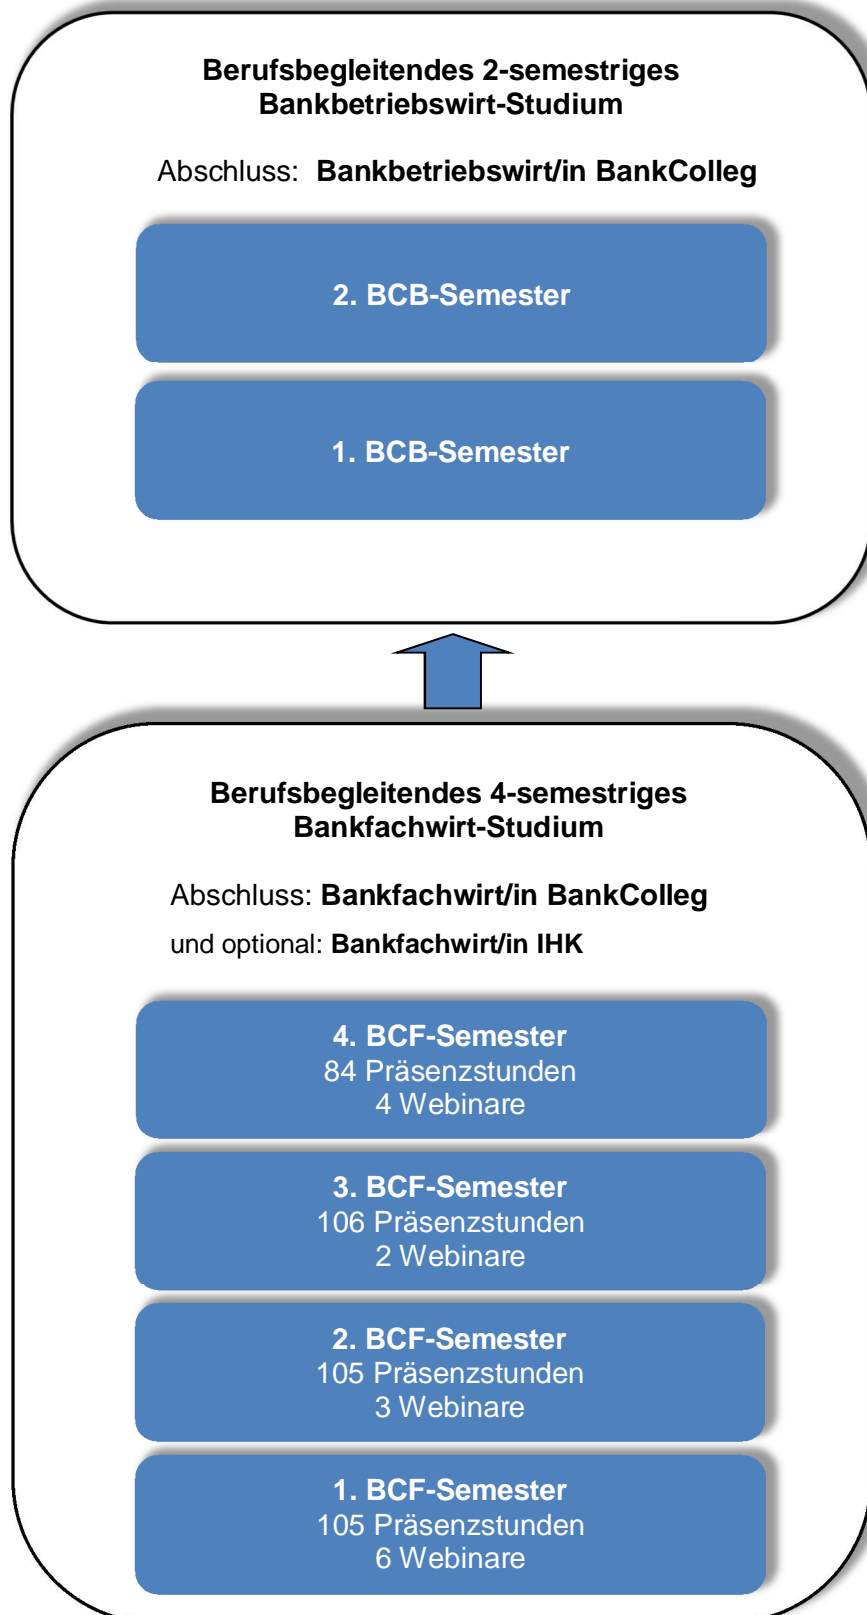 Berufsbegleitendes 2-semestriges
Bankbetriebswirt-Studium
Abschluss: Bankbetriebswirt/in BankColleg
2. BCB-Semester
1. BCB-Semester
Berufsbegleitendes 4-semestriges
Bankfachwirt-Studium
Abschluss: Bankfachwirt/in BankColleg
und optional: Bankfachwirt/in IHK
4. BCF-Semester
84 Präsenzstunden
4 Webinare
3. BCF-Semester
106 Präsenzstunden
2 Webinare
2. BCF-Semester
105 Präsenzstunden
3 Webinare
1. BCF-Semester
105 Präsenzstunden
6 Webinare